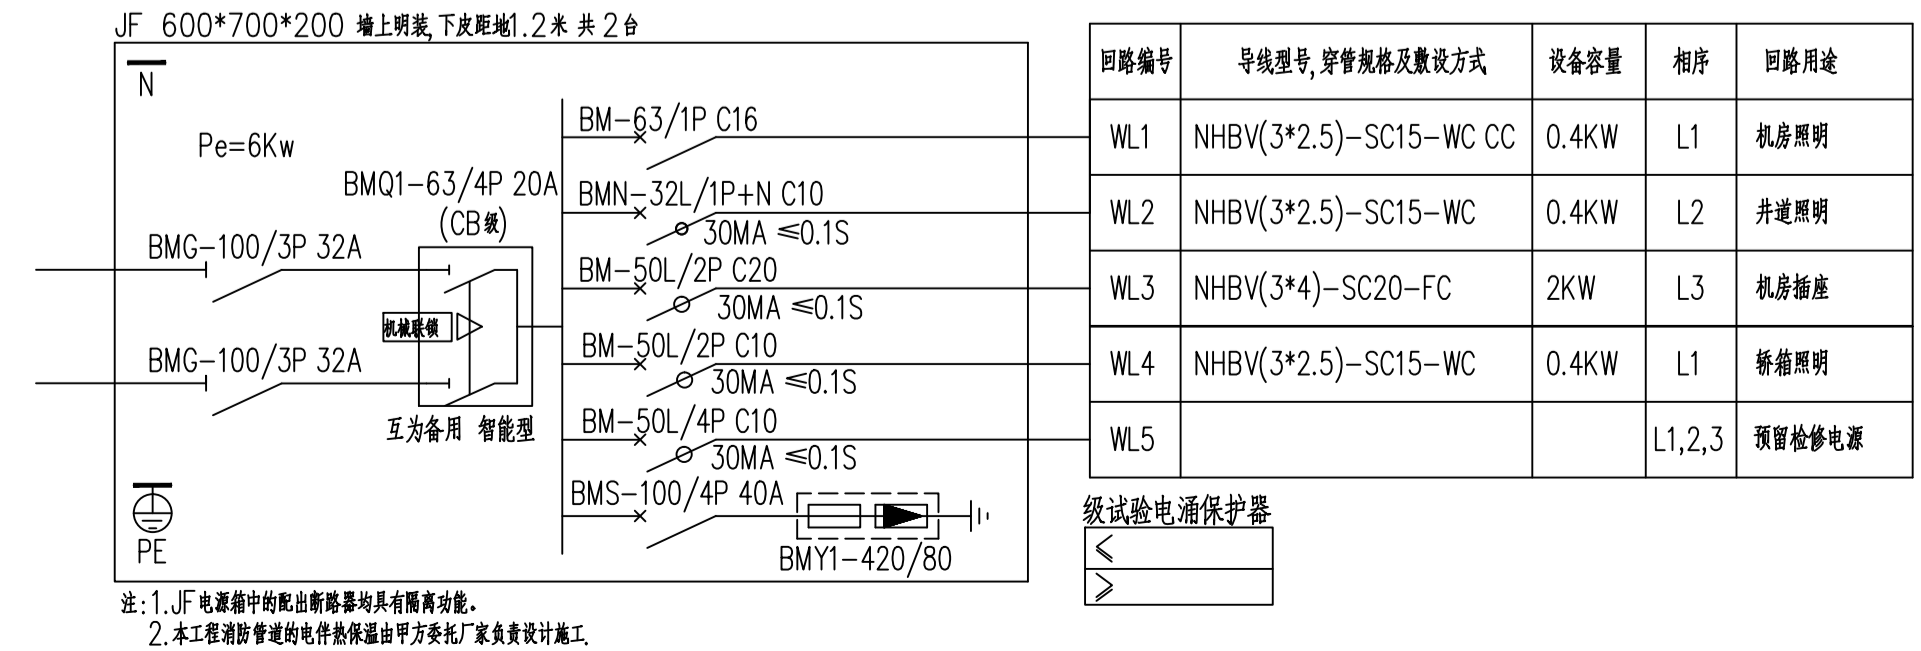 JF 600*700*200 墙上明装,下皮距地1.2米 共2台
N
Pe=6Kw
BMQ1-63/4P 20A
(CB级)
BMG-100/3P 32A
机械联锁
BMG-100/3P 32A
互为备用 智能型
PE
BM-63/1P C16
BMN-32L/1P+N C10
30MA ≤0.1S
BM-50L/2P C20
30MA ≤0.1S
BM-50L/2P C10
30MA ≤0.1S
BM-50L/4P C10
30MA ≤0.1S
BMS-100/4P 40A
BMY1-420/80
回路编号 导线型号,穿管规格及敷设方式 设备容量 相序 回路用途
WL1 NHBV(3*2.5)-SC15-WC CC 0.4KW L1 机房照明
WL2 NHBV(3*2.5)-SC15-WC 0.4KW L2 井道照明
WL3 NHBV(3*4)-SC20-FC 2KW L3 机房插座
WL4 NHBV(3*2.5)-SC15-WC 0.4KW L1 轿箱照明
WL5 L1,2,3 预留检修电源
级试验电涌保护器
≤
≥
注:1.JF电源箱中的配出断路器均具有隔离功能。
2.本工程消防管道的电伴热保温由甲方委托厂家负责设计施工.